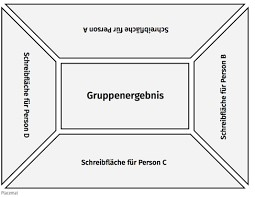 Schreibfläche für Person A
Schreibfläche für Person B
Schreibfläche für Person D
Gruppenergebnis
Schreibfläche für Person C
Placemat